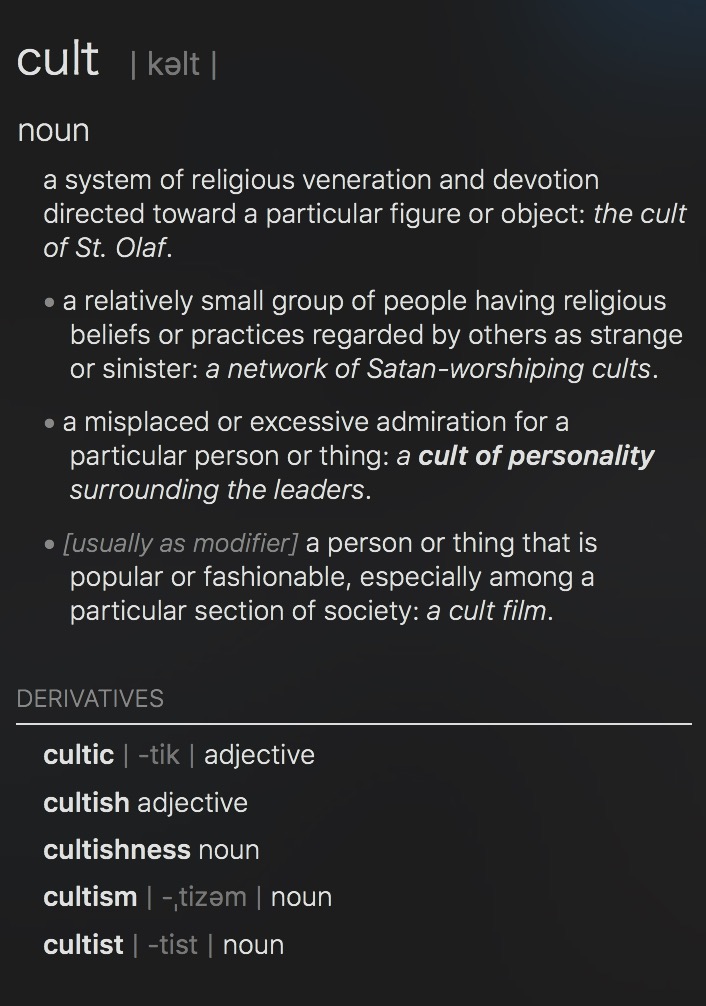 cult | kəlt |
noun
a system of religious veneration and devotion
directed toward a particular figure or object: the cult
of St. Olaf.
• a relatively small group of people having religious
beliefs or practices regarded by others as strange
or sinister: a network of Satan-worshiping cults.
• a misplaced or excessive admiration for a
particular person or thing: a cult of personality
surrounding the leaders.
• [usually as modifier] a person or thing that is
popular or fashionable, especially among a
particular section of society: a cult film.
DERIVATIVES
cultic | -tik | adjective
cultish adjective
cultishness noun
cultism | -ˌtizəm | noun
cultist | -tist | noun